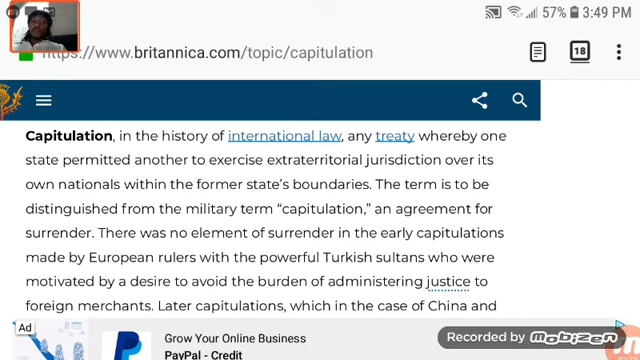 57% 3:49 PM
https://www.britannica.com/topic/capitulation
18
Capitulation, in the history of international law, any treaty whereby one
state permitted another to exercise extraterritorial jurisdiction over its
own nationals within the former state's boundaries. The term is to be
distinguished from the military term “capitulation,” an agreement for
surrender. There was no element of surrender in the early capitulations
made by European rulers with the powerful Turkish sultans who were
motivated by a desire to avoid the burden of administering justice to
foreign merchants. Later capitulations, which in the case of China and
Ad
Grow Your Online Business
PayPal - Credit
Recorded by Mobizen